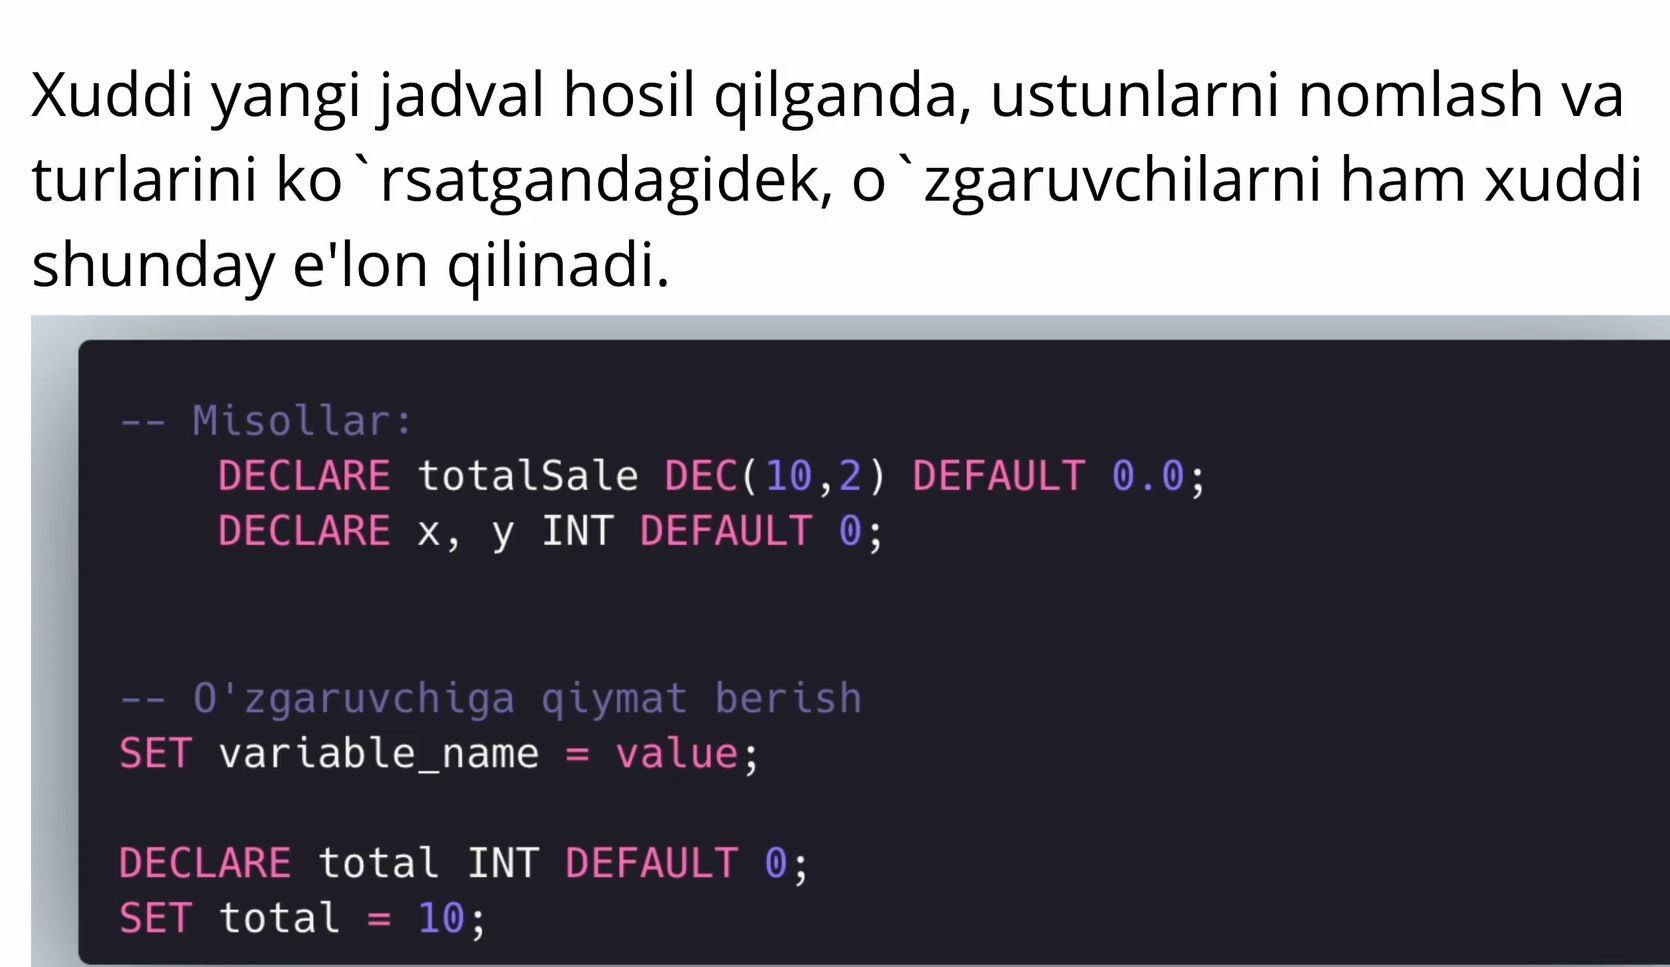 Xuddi yangi jadval hosil qilganda, ustunlarni nomlash va
turlarini ko`rsatgandagidek, o`zgaruvchilarni ham xuddi
shunday e'lon qilinadi.
-- Misollar:
DECLARE totalSale DEC(10,2) DEFAULT 0.0;
DECLARE x, y INT DEFAULT 0;
-- O'zgaruvchiga qiymat berish
SET variable_name = value;
DECLARE total INT DEFAULT 0;
SET total = 10;